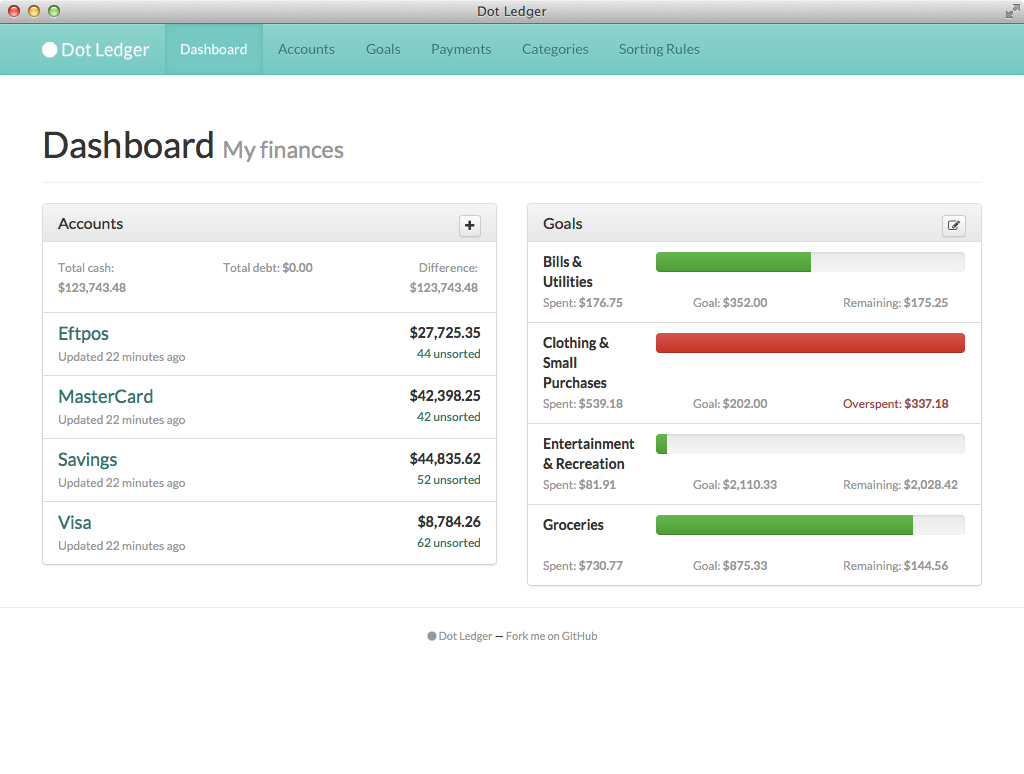 Dot Ledger
Dot Ledger Dashboard Accounts Goals Payments Categories Sorting Rules
Dashboard My finances
Accounts
Total cash: Total debt: $0.00 Difference:
$123,743.48 $123,743.48
Eftpos $27,725.35
Updated 22 minutes ago 44 unsorted
MasterCard $42,398.25
Updated 22 minutes ago 42 unsorted
Savings $44,835.62
Updated 22 minutes ago 52 unsorted
Visa $8,784.26
Updated 22 minutes ago 62 unsorted
Goals
Bills &
Utilities
Spent: $176.75 Goal: $352.00 Remaining: $175.25
Clothing &
Small
Purchases
Spent: $539.18 Goal: $202.00 Overspent: $337.18
Entertainment
& Recreation
Spent: $81.91 Goal: $2,110.33 Remaining: $2,028.42
Groceries
Spent: $730.77 Goal: $875.33 Remaining: $144.56
Dot Ledger — Fork me on GitHub